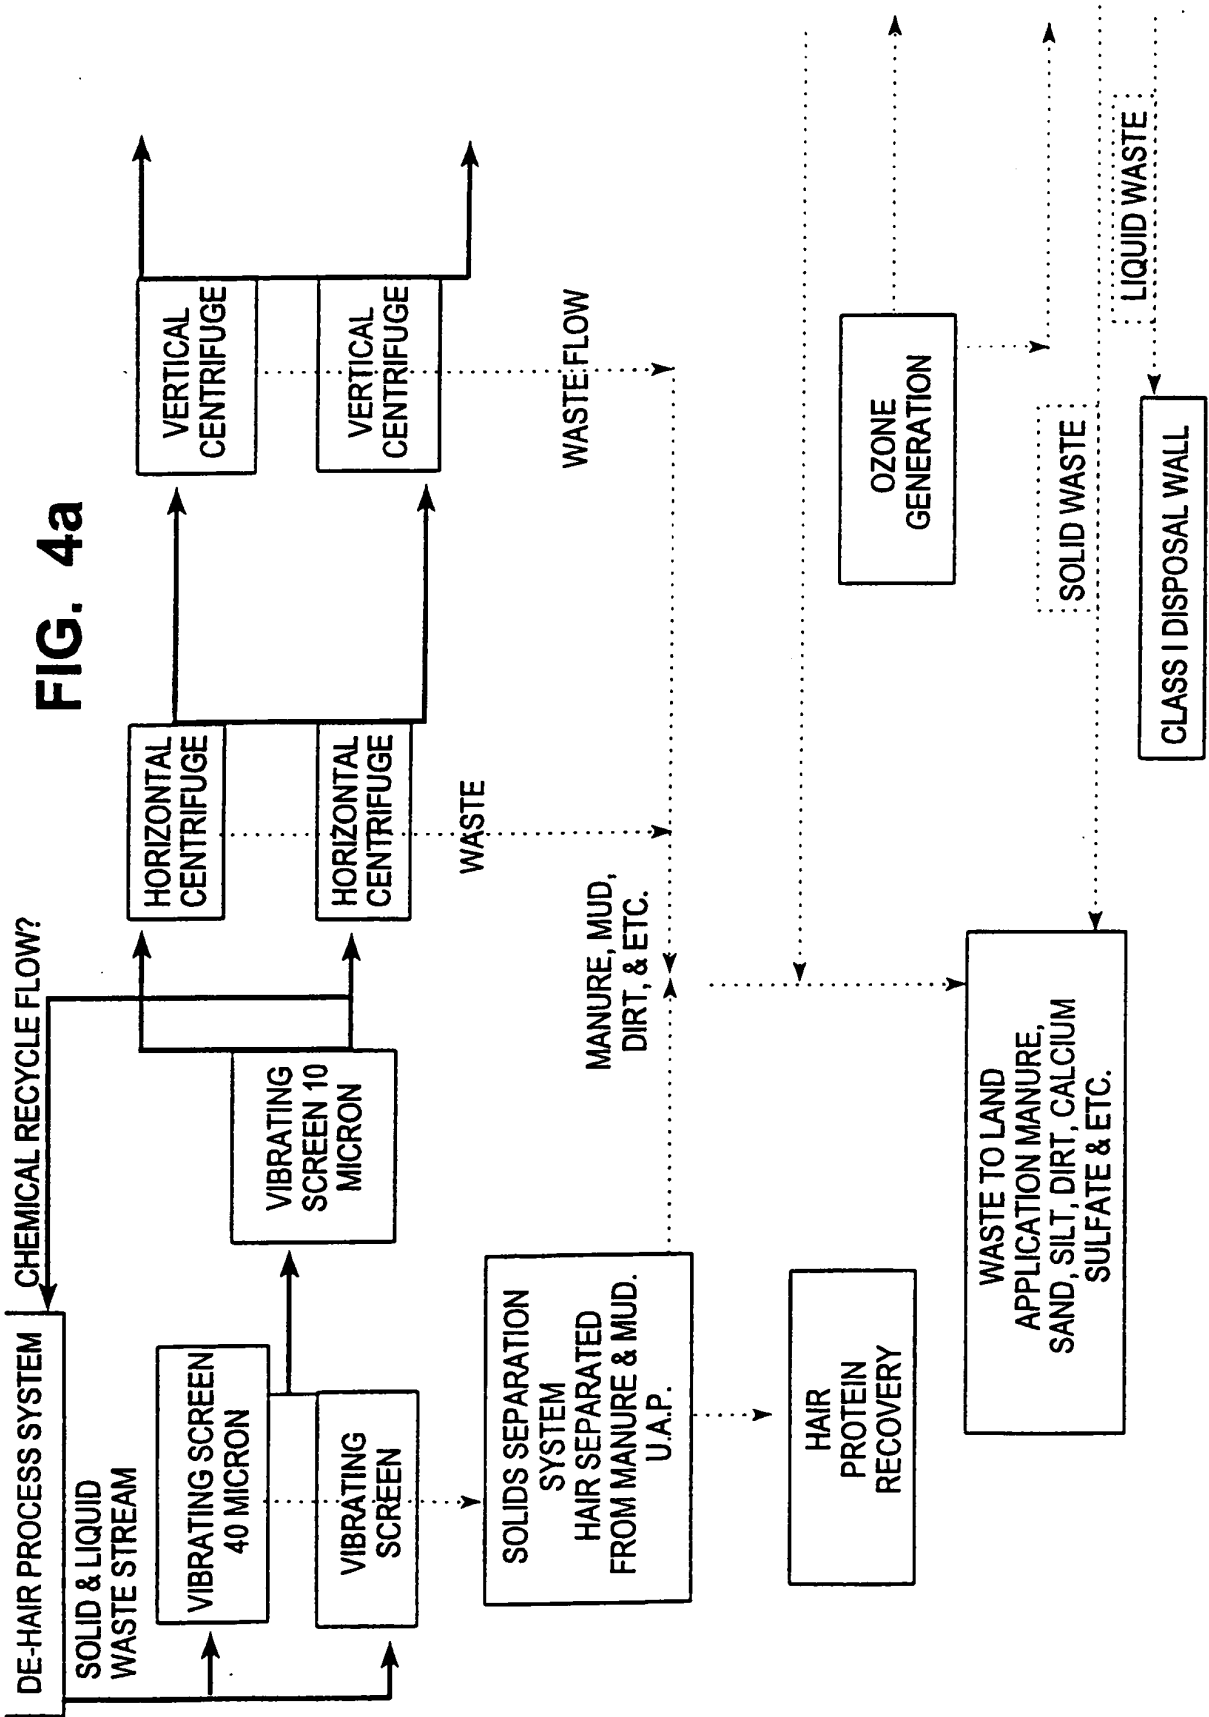 FIG. 4a
DE-HAIR PROCESS SYSTEM
CHEMICAL RECYCLE FLOW?
SOLID & LIQUID
WASTE STREAM
VIBRATING SCREEN
40 MICRON
VIBRATING
SCREEN
VIBRATING
SCREEN 10
MICRON
HORIZONTAL
CENTRIFUGE
HORIZONTAL
CENTRIFUGE
VERTICAL
CENTRIFUGE
VERTICAL
CENTRIFUGE
WASTE
WASTE FLOW
SOLIDS SEPARATION
SYSTEM
HAIR SEPARATED
FROM MANURE & MUD.
U.A.P.
MANURE, MUD,
DIRT, & ETC.
HAIR
PROTEIN
RECOVERY
OZONE
GENERATION
WASTE TO LAND
APPLICATION MANURE,
SAND, SILT, DIRT, CALCIUM
SULFATE & ETC.
SOLID WASTE
LIQUID WASTE
CLASS I DISPOSAL WALL